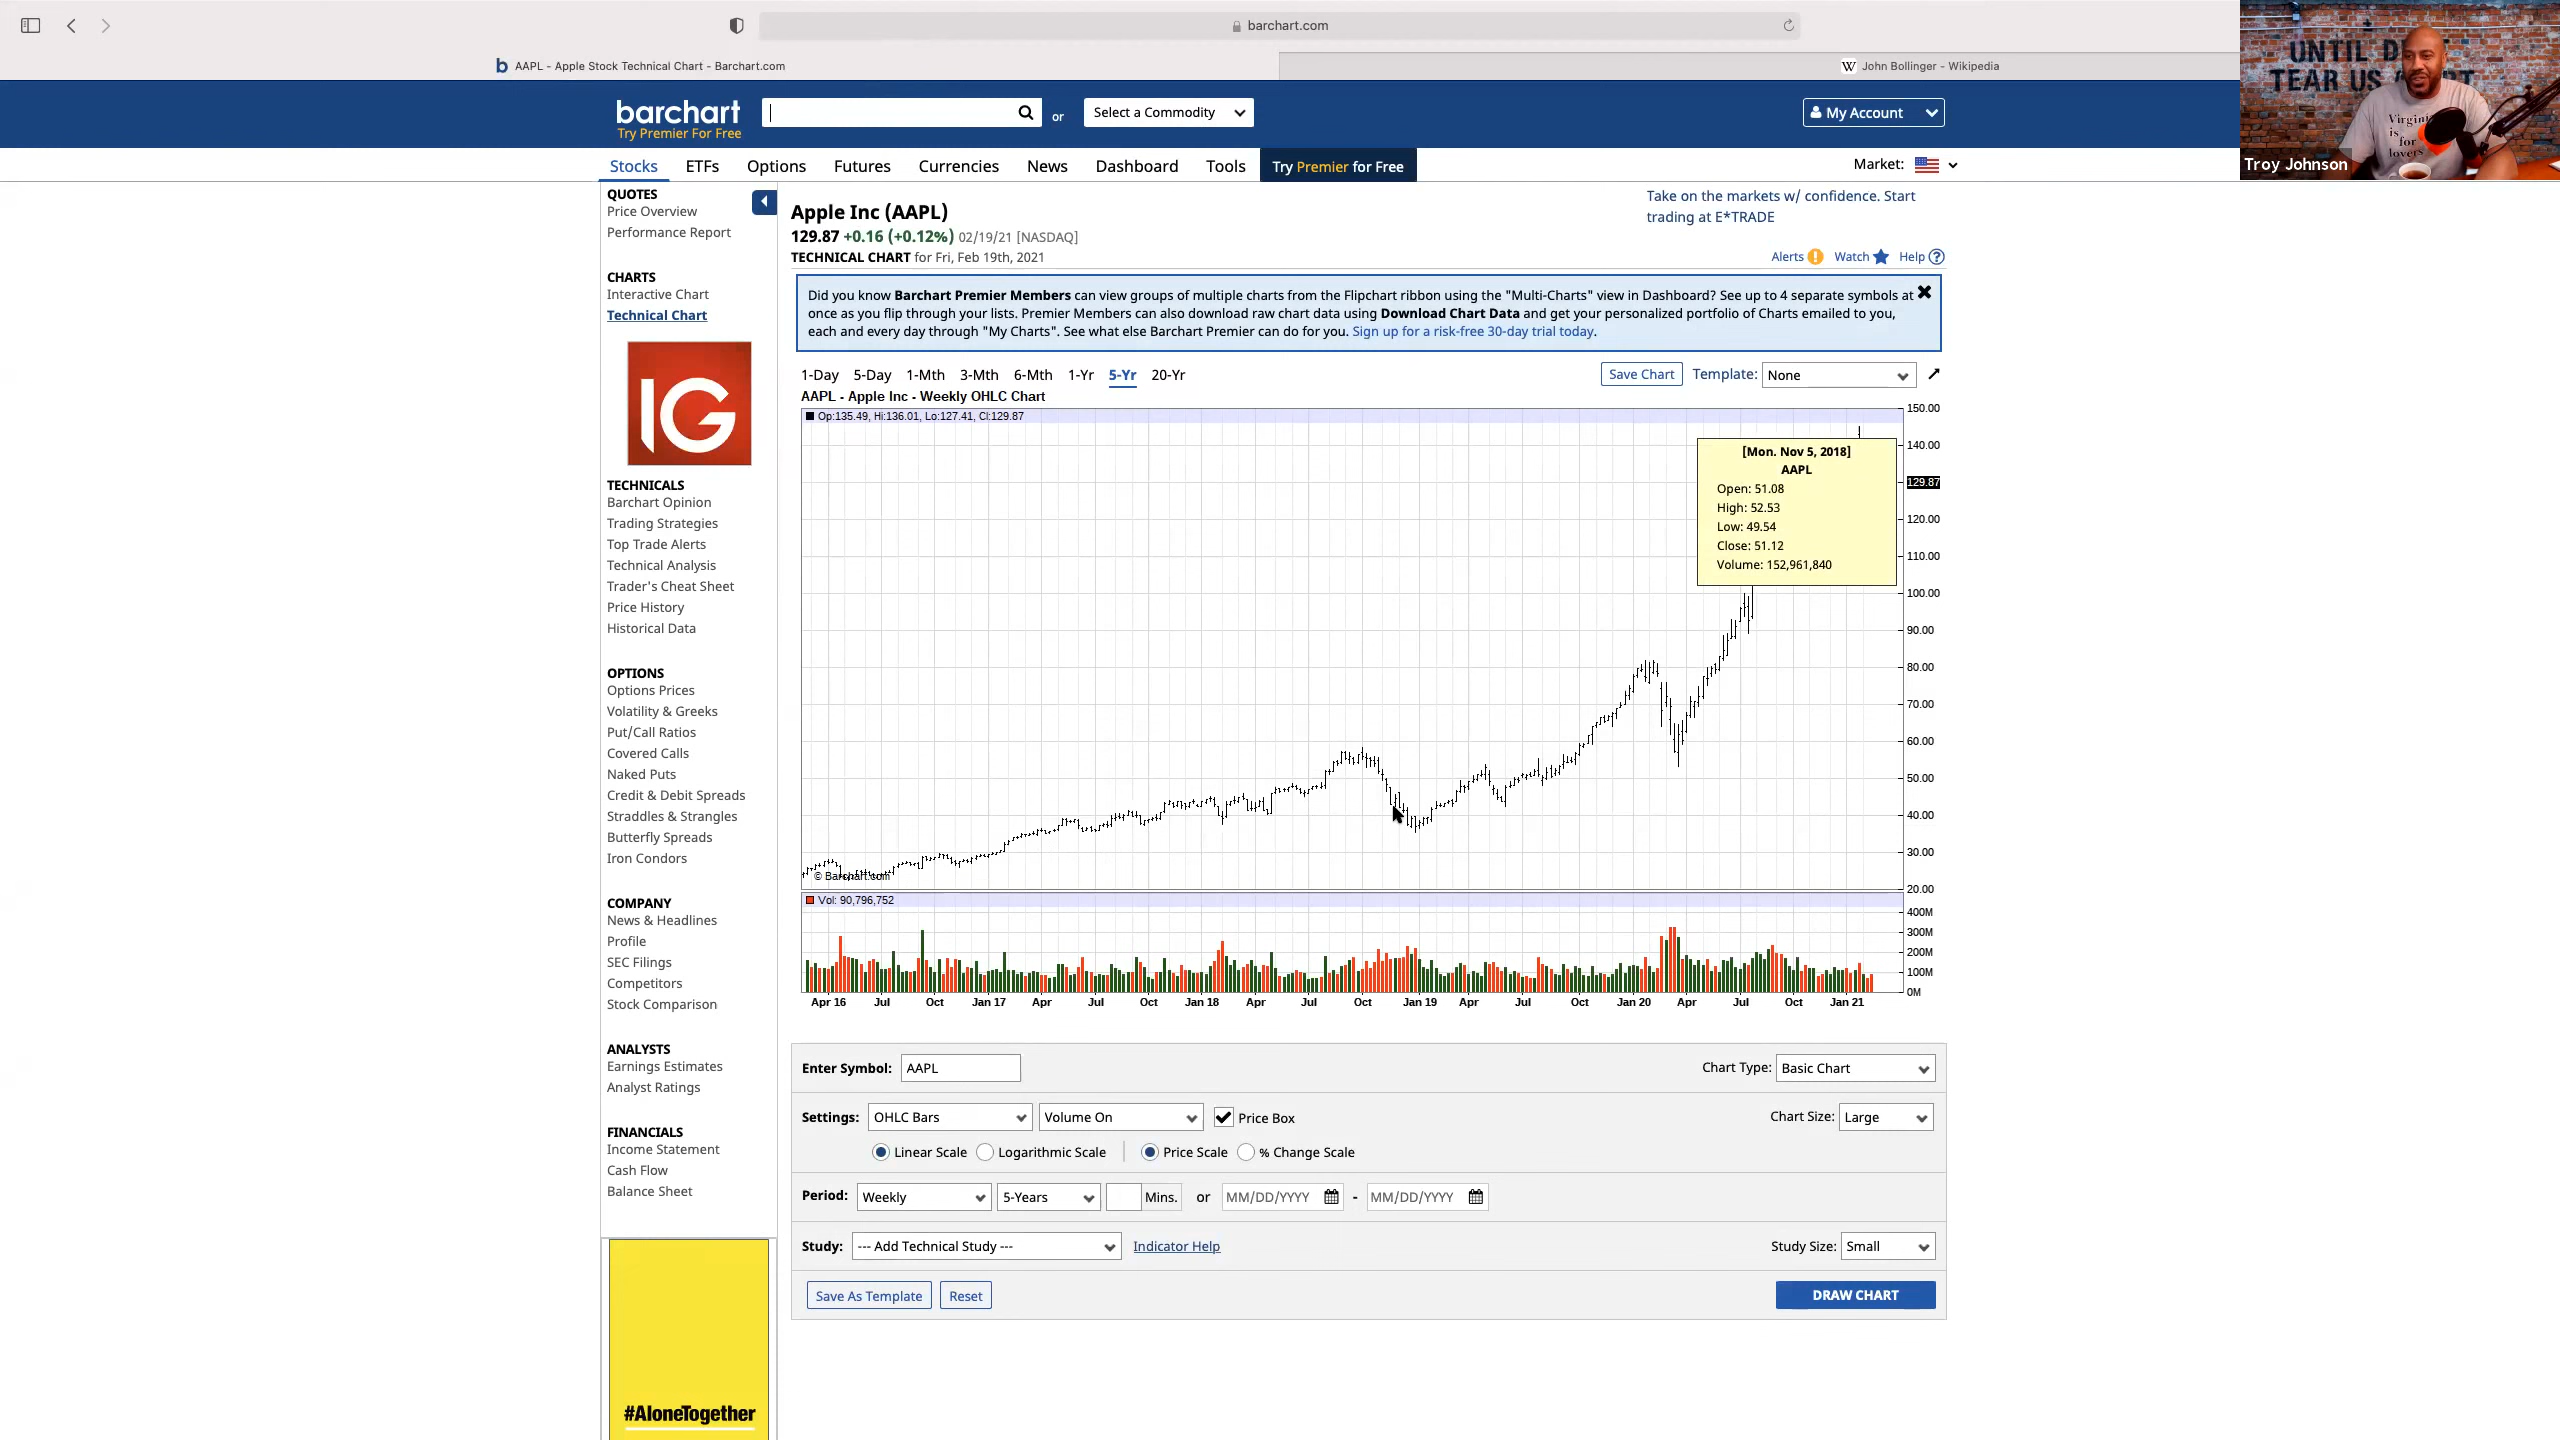 barchart.com
AAPL - Apple Stock Technical Chart - Barchart.com
John Bollinger - Wikipedia
barchart
Try Premier For Free
or
Select a Commodity
My Account
Stocks ETFs Options Futures Currencies News Dashboard Tools Try Premier for Free
Market:
Troy Johnson
UNTIL
TEAR US
Virginia
is
for
lovers
QUOTES
Price Overview
Performance Report
CHARTS
Interactive Chart
Technical Chart
IG
TECHNICALS
Barchart Opinion
Trading Strategies
Top Trade Alerts
Technical Analysis
Trader's Cheat Sheet
Price History
Historical Data
OPTIONS
Options Prices
Volatility & Greeks
Put/Call Ratios
Covered Calls
Naked Puts
Credit & Debit Spreads
Straddles & Strangles
Butterfly Spreads
Iron Condors
COMPANY
News & Headlines
Profile
SEC Filings
Competitors
Stock Comparison
ANALYSTS
Earnings Estimates
Analyst Ratings
FINANCIALS
Income Statement
Cash Flow
Balance Sheet
#AloneTogether
Apple Inc (AAPL)
129.87 +0.16 (+0.12%) 02/19/21 [NASDAQ]
TECHNICAL CHART for Fri, Feb 19th, 2021
Take on the markets w/ confidence. Start
trading at E*TRADE
Alerts Watch Help
Did you know Barchart Premier Members can view groups of multiple charts from the Flipchart ribbon using the "Multi-Charts" view in Dashboard? See up to 4 separate symbols at
once as you flip through your lists. Premier Members can also download raw chart data using Download Chart Data and get your personalized portfolio of Charts emailed to you,
each and every day through "My Charts". See what else Barchart Premier can do for you. Sign up for a risk-free 30-day trial today.
1-Day 5-Day 1-Mth 3-Mth 6-Mth 1-Yr 5-Yr 20-Yr
Save Chart Template: None
AAPL - Apple Inc - Weekly OHLC Chart
Op:135.49, Hi:136.01, Lo:127.41, Cl:129.87
[Mon. Nov 5, 2018]
AAPL
Open: 51.08
High: 52.53
Low: 49.54
Close: 51.12
Volume: 152,961,840
150.00
140.00
129.87
120.00
110.00
100.00
90.00
80.00
70.00
60.00
50.00
40.00
30.00
20.00
© Barchart.com
Vol: 90,796,752
400M
300M
200M
100M
0M
Apr 16 Jul Oct Jan 17 Apr Jul Oct Jan 18 Apr Jul Oct Jan 19 Apr Jul Oct Jan 20 Apr Jul Oct Jan 21
Enter Symbol: AAPL
Chart Type: Basic Chart
Settings: OHLC Bars Volume On Price Box
Chart Size: Large
Linear Scale Logarithmic Scale Price Scale % Change Scale
Period: Weekly 5-Years Mins. or MM/DD/YYYY - MM/DD/YYYY
Study: --- Add Technical Study --- Indicator Help
Study Size: Small
Save As Template Reset
DRAW CHART